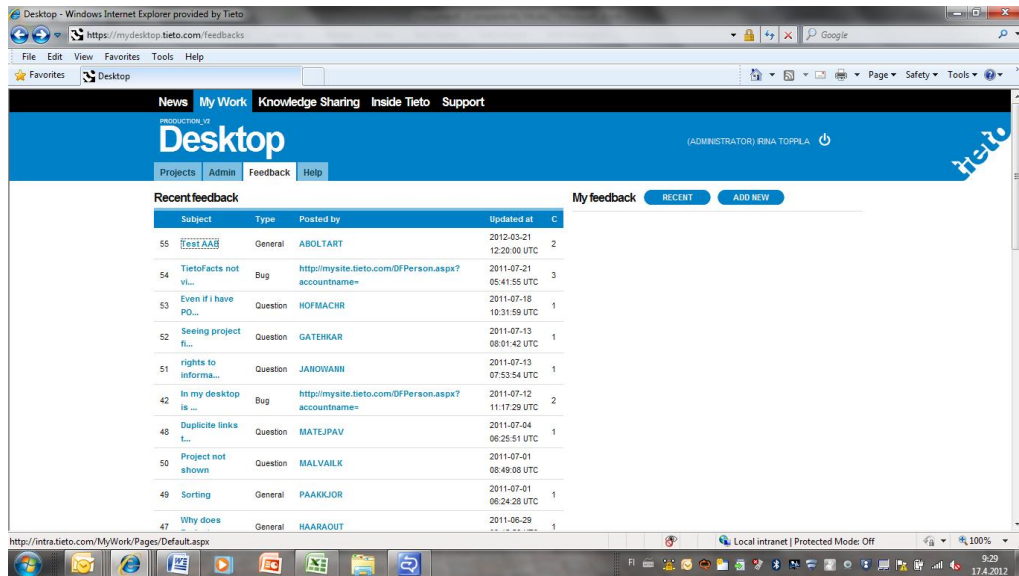 Desktop - Windows Internet Explorer provided by Tieto
https://mydesktop.tieto.com/feedbacks
Google
File Edit View Favorites Tools Help
Favorites Desktop
Page Safety Tools
News My Work Knowledge Sharing Inside Tieto Support
PRODUCTION_V2
Desktop
(ADMINISTRATOR) IRINA TOPPILA
tieto
Projects Admin Feedback Help
Recent feedback
My feedback RECENT ADD NEW
Subject Type Posted by Updated at C
55 Test AAB General ABOLTART 2012-03-21 12:20:00 UTC 2
54 TietoFacts not vi... Bug http://mysite.tieto.com/DFPerson.aspx?accountname= 2011-07-21 05:41:55 UTC 3
53 Even if i have PO... Question HOFMACHR 2011-07-18 10:31:59 UTC 1
52 Seeing project fi... Question GATEHKAR 2011-07-13 08:01:42 UTC 1
51 rights to informa... Question JANOWANN 2011-07-13 07:53:54 UTC 1
42 In my desktop is ... Bug http://mysite.tieto.com/DFPerson.aspx?accountname= 2011-07-12 11:17:29 UTC 2
48 Duplicite links t... Question MATEJPAV 2011-07-04 06:25:51 UTC 1
50 Project not shown Question MALVAILK 2011-07-01 08:49:08 UTC
49 Sorting General PAAKKJOR 2011-07-01 06:24:28 UTC 1
47 Why does General HAARAOUT 2011-06-29 1
http://intra.tieto.com/MyWork/Pages/Default.aspx
Local intranet | Protected Mode: Off
100%
FI
9:29
17.4.2012